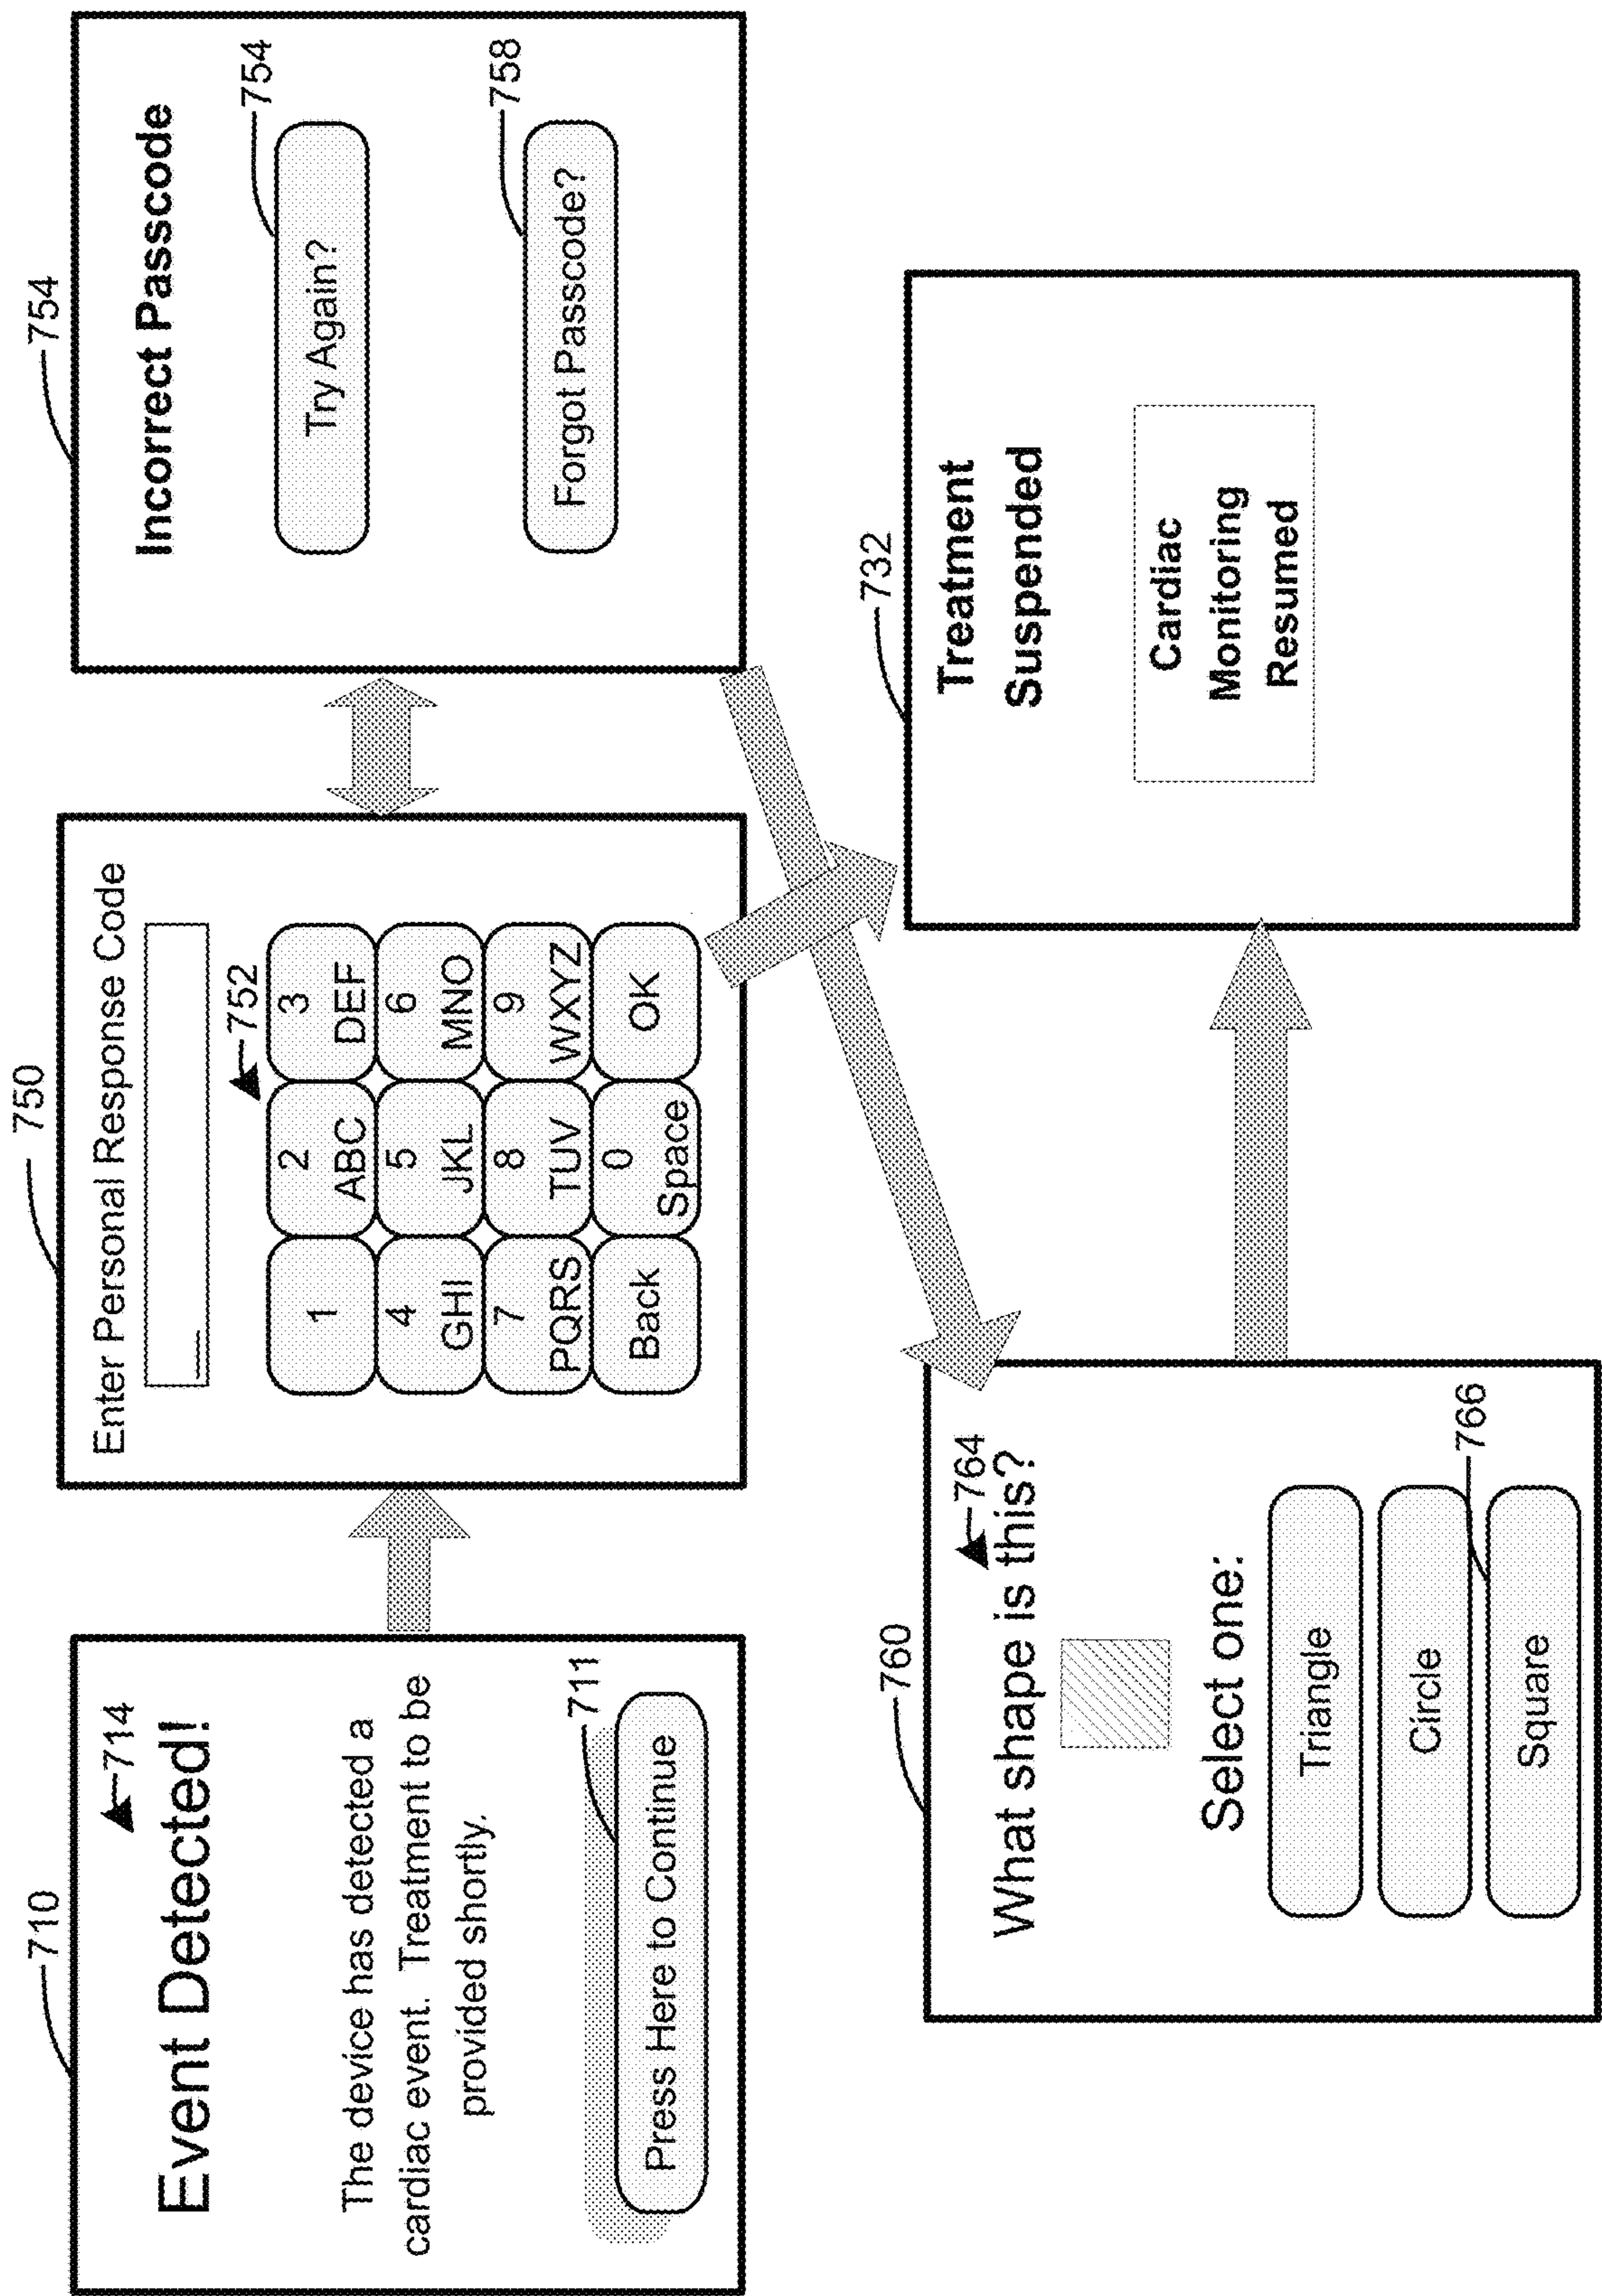 710
714
Event Detected!
The device has detected a
cardiac event. Treatment to be
provided shortly.
711
Press Here to Continue
750
Enter Personal Response Code
752
1
2
ABC
3
DEF
4
GHI
5
JKL
6
MNO
7
PQRS
8
TUV
9
WXYZ
Back
0
Space
OK
754
Incorrect Passcode
754
Try Again?
758
Forgot Passcode?
760
764
What shape is this?
Select one:
Triangle
Circle
766
Square
732
Treatment
Suspended
Cardiac
Monitoring
Resumed